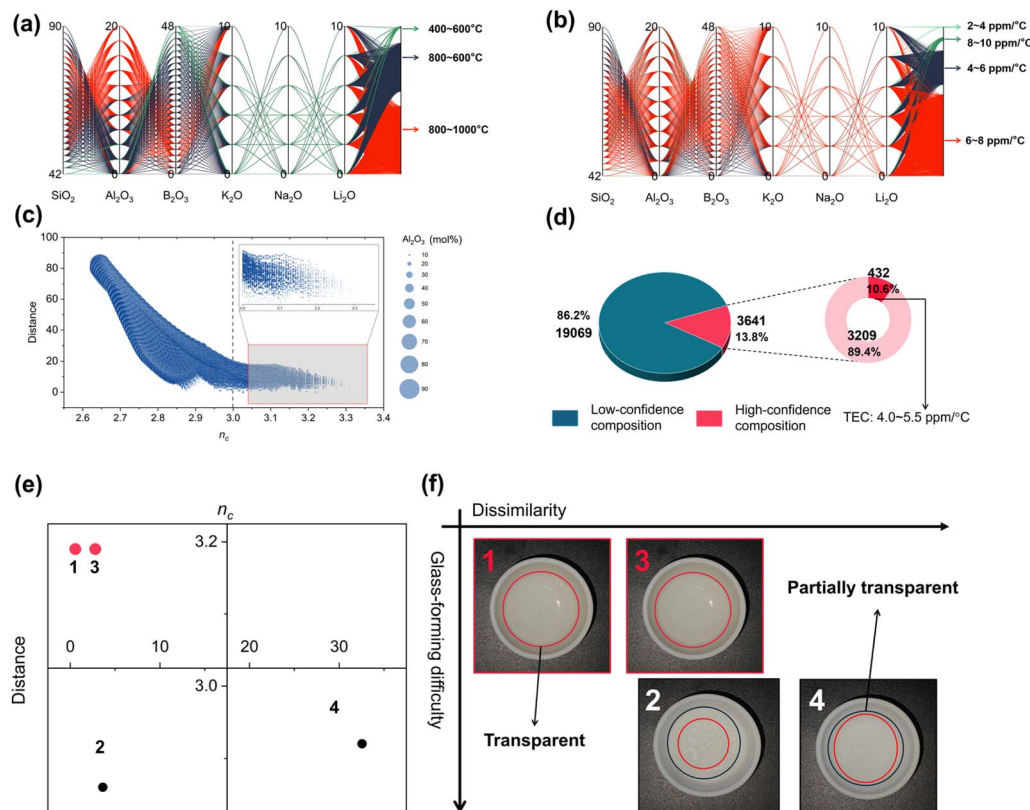 (a)
90
20
48
10
10
10
400~600°C
800~600°C
800~1000°C
42
0
0
0
0
0
SiO₂
Al₂O₃
B₂O₃
K₂O
Na₂O
Li₂O
(b)
90
20
48
10
10
10
2~4 ppm/°C
8~10 ppm/°C
4~6 ppm/°C
6~8 ppm/°C
42
0
0
0
0
0
SiO₂
Al₂O₃
B₂O₃
K₂O
Na₂O
Li₂O
(c)
Distance
100
80
60
40
20
0
2.6
2.7
2.8
2.9
3.0
3.1
3.2
3.3
3.4
n_c
Al₂O₃ (mol%)
10
20
30
40
50
60
70
80
90
(d)
86.2%
19069
3641
13.8%
432
10.6%
3209
89.4%
Low-confidence
composition
High-confidence
composition
TEC: 4.0~5.5 ppm/°C
(e)
n_c
3.2
1
3
0
10
20
30
Distance
3.0
4
2
(f)
Dissimilarity
Glass-forming difficulty
1
3
Partially transparent
2
4
Transparent